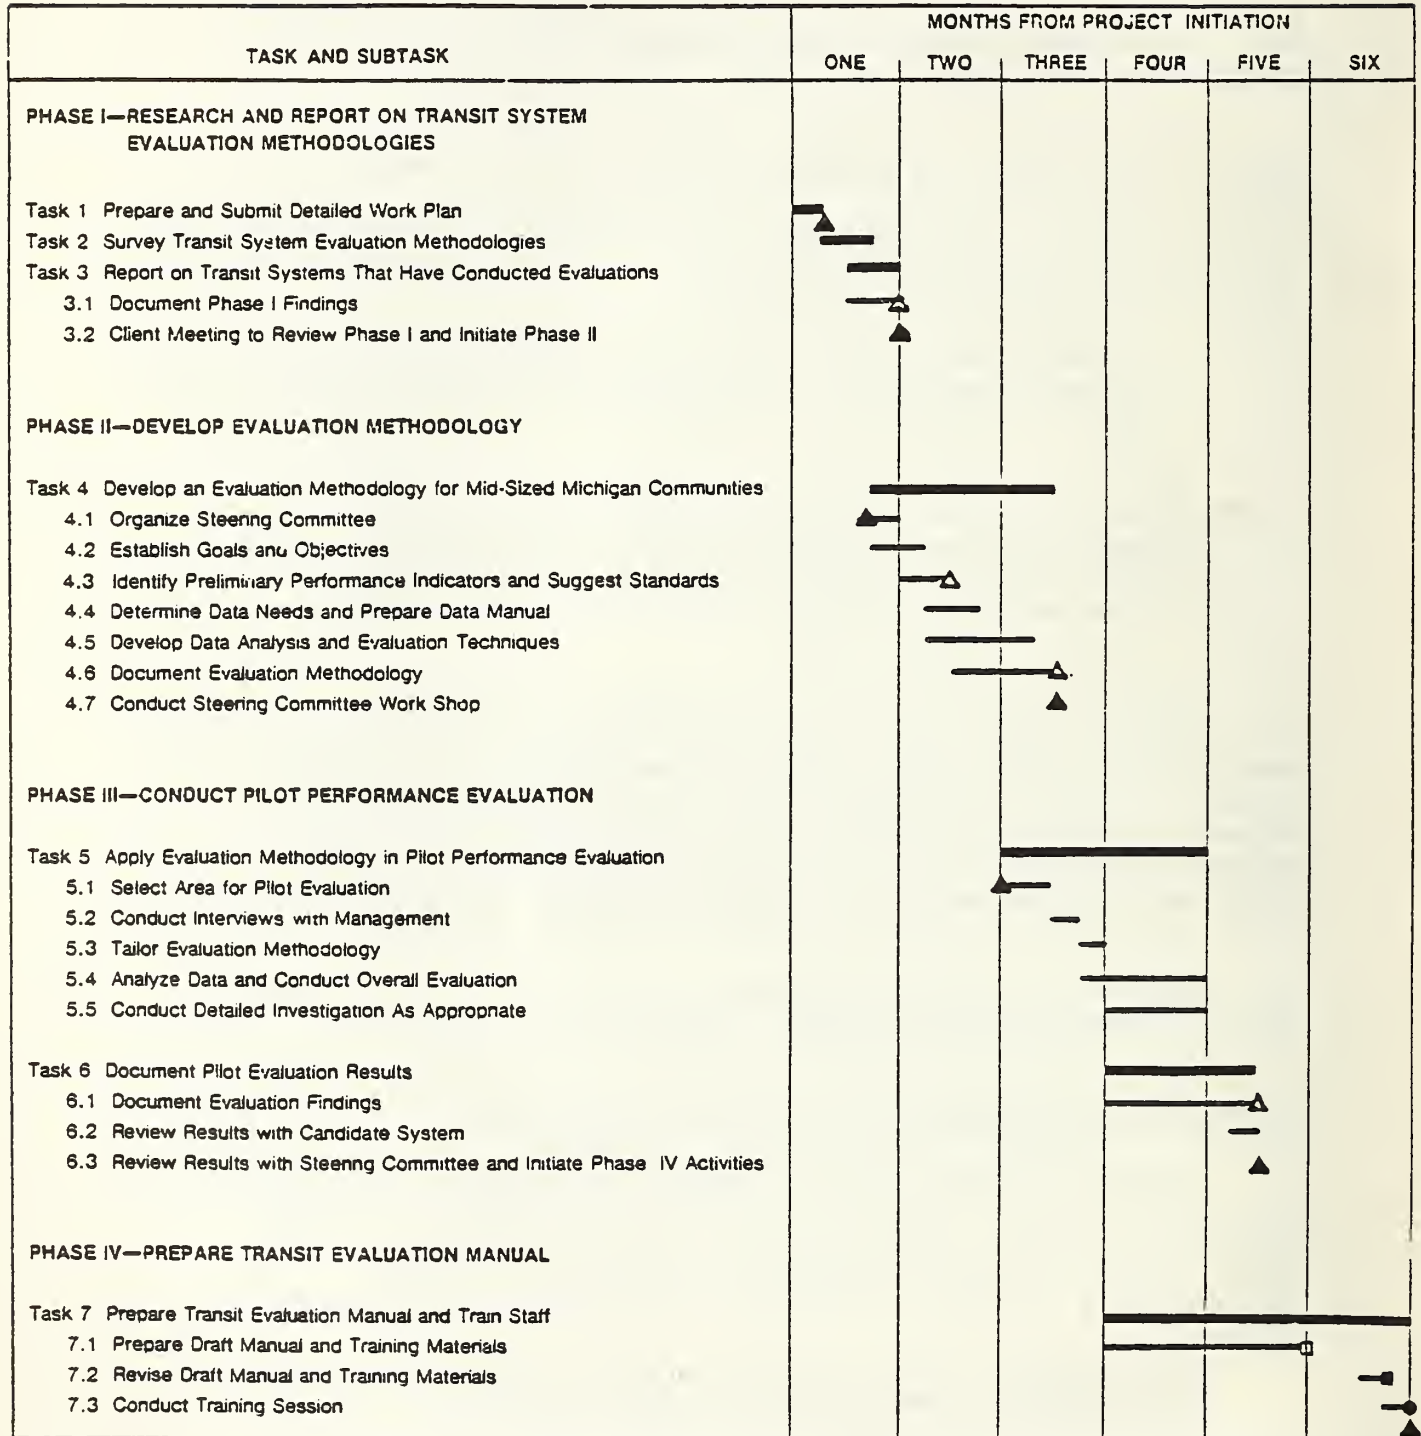 MONTHS FROM PROJECT INITIATION
TASK AND SUBTASK
ONE TWO THREE FOUR FIVE SIX
PHASE I—RESEARCH AND REPORT ON TRANSIT SYSTEM
EVALUATION METHODOLOGIES
Task 1 Prepare and Submit Detailed Work Plan
Task 2 Survey Transit System Evaluation Methodologies
Task 3 Report on Transit Systems That Have Conducted Evaluations
3.1 Document Phase I Findings
3.2 Client Meeting to Review Phase I and Initiate Phase II
PHASE II—DEVELOP EVALUATION METHODOLOGY
Task 4 Develop an Evaluation Methodology for Mid-Sized Michigan Communities
4.1 Organize Steering Committee
4.2 Establish Goals and Objectives
4.3 Identify Preliminary Performance Indicators and Suggest Standards
4.4 Determine Data Needs and Prepare Data Manual
4.5 Develop Data Analysis and Evaluation Techniques
4.6 Document Evaluation Methodology
4.7 Conduct Steering Committee Work Shop
PHASE III—CONDUCT PILOT PERFORMANCE EVALUATION
Task 5 Apply Evaluation Methodology in Pilot Performance Evaluation
5.1 Select Area for Pilot Evaluation
5.2 Conduct Interviews with Management
5.3 Tailor Evaluation Methodology
5.4 Analyze Data and Conduct Overall Evaluation
5.5 Conduct Detailed Investigation As Appropriate
Task 6 Document Pilot Evaluation Results
6.1 Document Evaluation Findings
6.2 Review Results with Candidate System
6.3 Review Results with Steering Committee and Initiate Phase IV Activities
PHASE IV—PREPARE TRANSIT EVALUATION MANUAL
Task 7 Prepare Transit Evaluation Manual and Train Staff
7.1 Prepare Draft Manual and Training Materials
7.2 Revise Draft Manual and Training Materials
7.3 Conduct Training Session